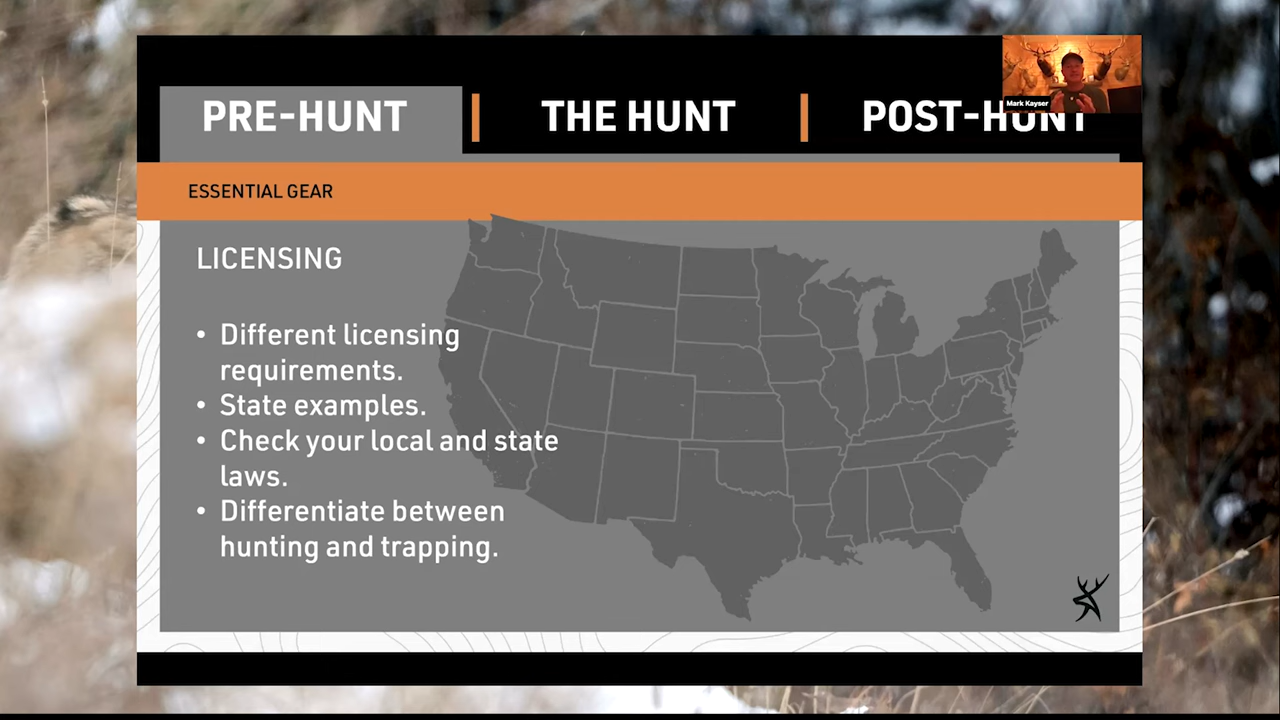 PRE-HUNT
THE HUNT
POST-HUNT
Mark Kayser
ESSENTIAL GEAR
LICENSING
• Different licensing
requirements.
• State examples.
• Check your local and state
laws.
• Differentiate between
hunting and trapping.